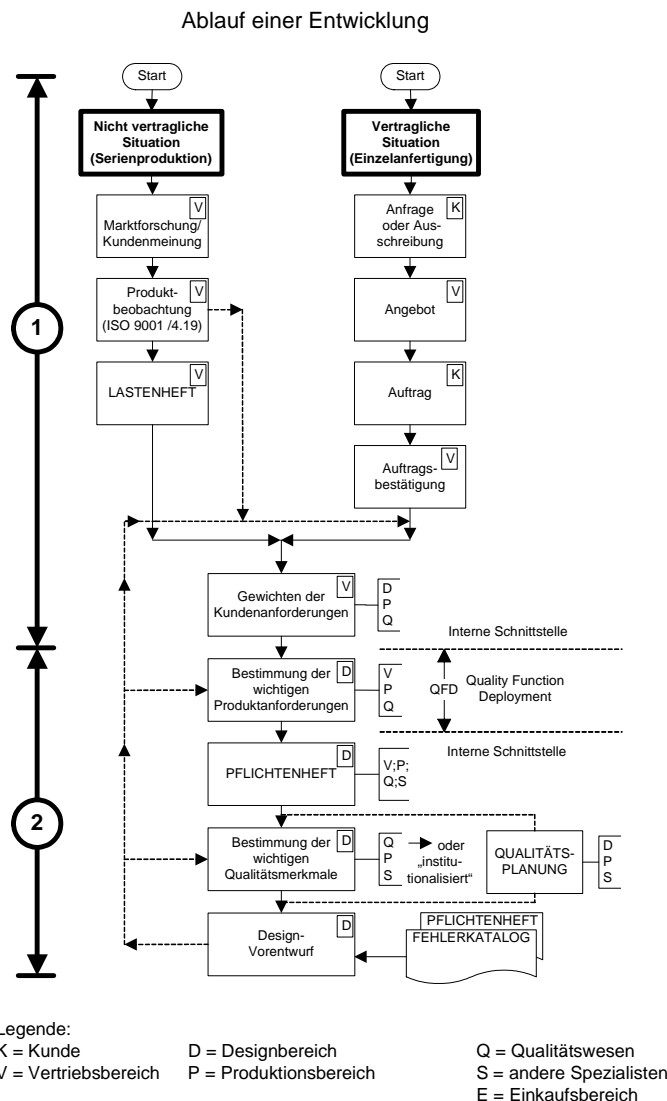 Ablauf einer Entwicklung
Start
Nicht vertragliche
Situation
(Serienproduktion)
V
Marktforschung/
Kundenmeinung
V
Produkt-
beobachtung
(ISO 9001 /4.19)
V
LASTENHEFT
Start
Vertragliche
Situation
(Einzelanfertigung)
K
Anfrage
oder Aus-
schreibung
V
Angebot
K
Auftrag
V
Auftrags-
bestätigung
1
V
Gewichten der
Kundenanforderungen
D
P
Q
Interne Schnittstelle
D
Bestimmung der
wichtigen
Produktanforderungen
V
P
Q
QFD
Quality Function
Deployment
Interne Schnittstelle
D
PFLICHTENHEFT
V;P;
Q;S
2
D
Bestimmung der
wichtigen
Qualitätsmerkmale
Q
P
S
oder
„institu-
tionalisiert“
QUALITÄTS-
PLANUNG
D
P
S
D
Design-
Vorentwurf
PFLICHTENHEFT
FEHLERKATALOG
Legende:
K = Kunde
D = Designbereich
Q = Qualitätswesen
V = Vertriebsbereich
P = Produktionsbereich
S = andere Spezialisten
E = Einkaufsbereich